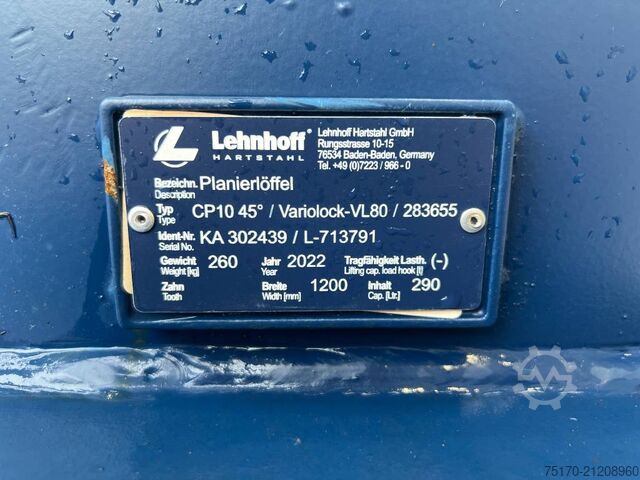 Lehnhoff®
HARTSTAHL
Lehnhoff Hartstahl GmbH
Rungsstrasse 10-15
76534 Baden-Baden, Germany
Tel. +49 (0)7223 / 966 - 0
Bezeichn. Planierlöffel
Description
Typ CP10 45° / Variolock-VL80 / 283655
Type
Ident-Nr. KA 302439 / L-713791
Serial No.
Gewicht 260 Jahr 2022 Tragfähigkeit Lasth. (-)
Weight [kg] Year Lifting cap. load hook [t]
Zahn Breite 1200 Inhalt 290
Tooth Width [mm] Cap. [Ltr.]
75170-21208960